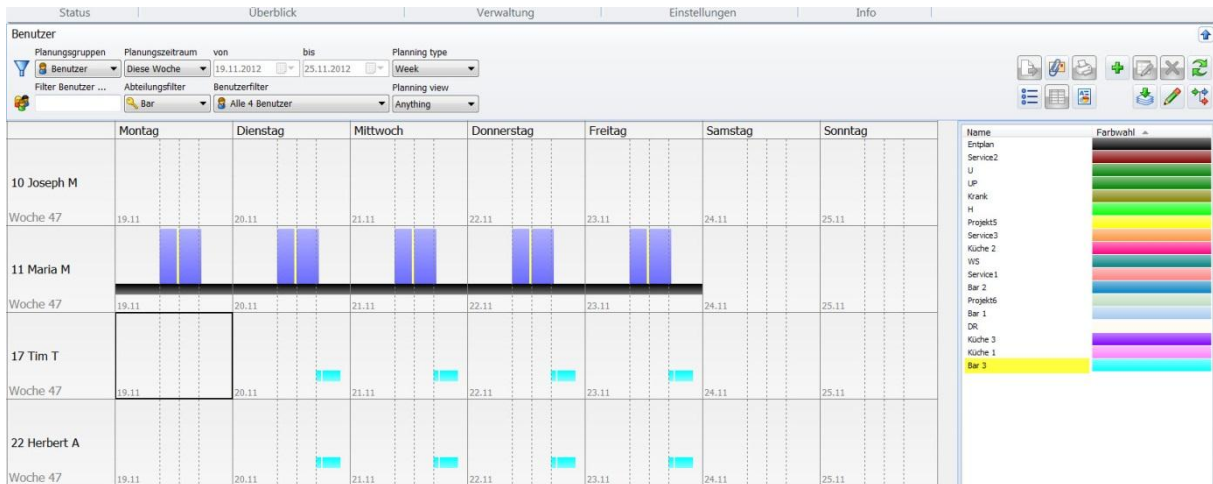 Status Überblick Verwaltung Einstellungen Info
Benutzer
Planungsgruppen Planungszeitraum von bis Planning type
Benutzer Diese Woche 19.11.2012 25.11.2012 Week
Filter Benutzer ... Abteilungsfilter Benutzerfilter Planning view
Bar Alle 4 Benutzer Anything
Montag Dienstag Mittwoch Donnerstag Freitag Samstag Sonntag
10 Joseph M
Woche 47 19.11 20.11 21.11 22.11 23.11 24.11 25.11
11 Maria M
Woche 47 19.11 20.11 21.11 22.11 23.11 24.11 25.11
17 Tim T
Woche 47 19.11 20.11 21.11 22.11 23.11 24.11 25.11
22 Herbert A
Woche 47 19.11 20.11 21.11 22.11 23.11 24.11 25.11
Name Farbwahl
Entplan
Service2
U
UP
Krank
H
Projekt5
Service3
Küche 2
WS
Service1
Bar 2
Projekt6
Bar 1
DR
Küche 3
Küche 1
Bar 3